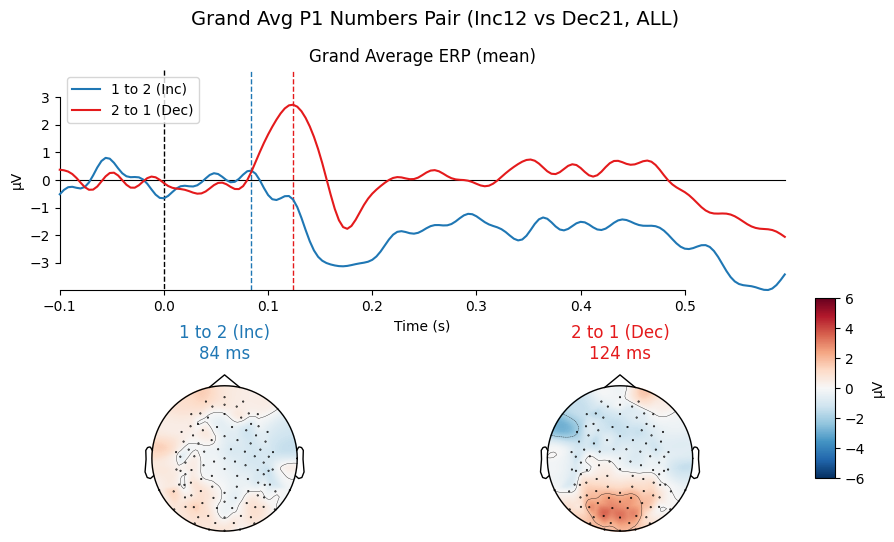 Grand Avg P1 Numbers Pair (Inc12 vs Dec21, ALL)
Grand Average ERP (mean)
1 to 2 (Inc)
2 to 1 (Dec)
3
2
1
0
−1
−2
−3
µV
−0.1
0.0
0.1
0.2
0.3
0.4
0.5
Time (s)
1 to 2 (Inc)
84 ms
2 to 1 (Dec)
124 ms
6
4
2
0
−2
−4
−6
µV